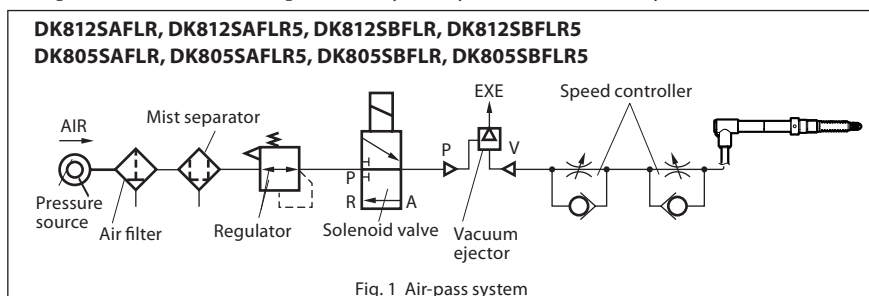 DK812SAFLR, DK812SAFLR5, DK812SBFLR, DK812SBFLR5
DK805SAFLR, DK805SAFLR5, DK805SBFLR, DK805SBFLR5
EXE
Speed controller
Mist separator
AIR
P
V
P
R
A
Pressure source
Air filter
Regulator
Solenoid valve
Vacuum ejector
Fig. 1 Air-pass system